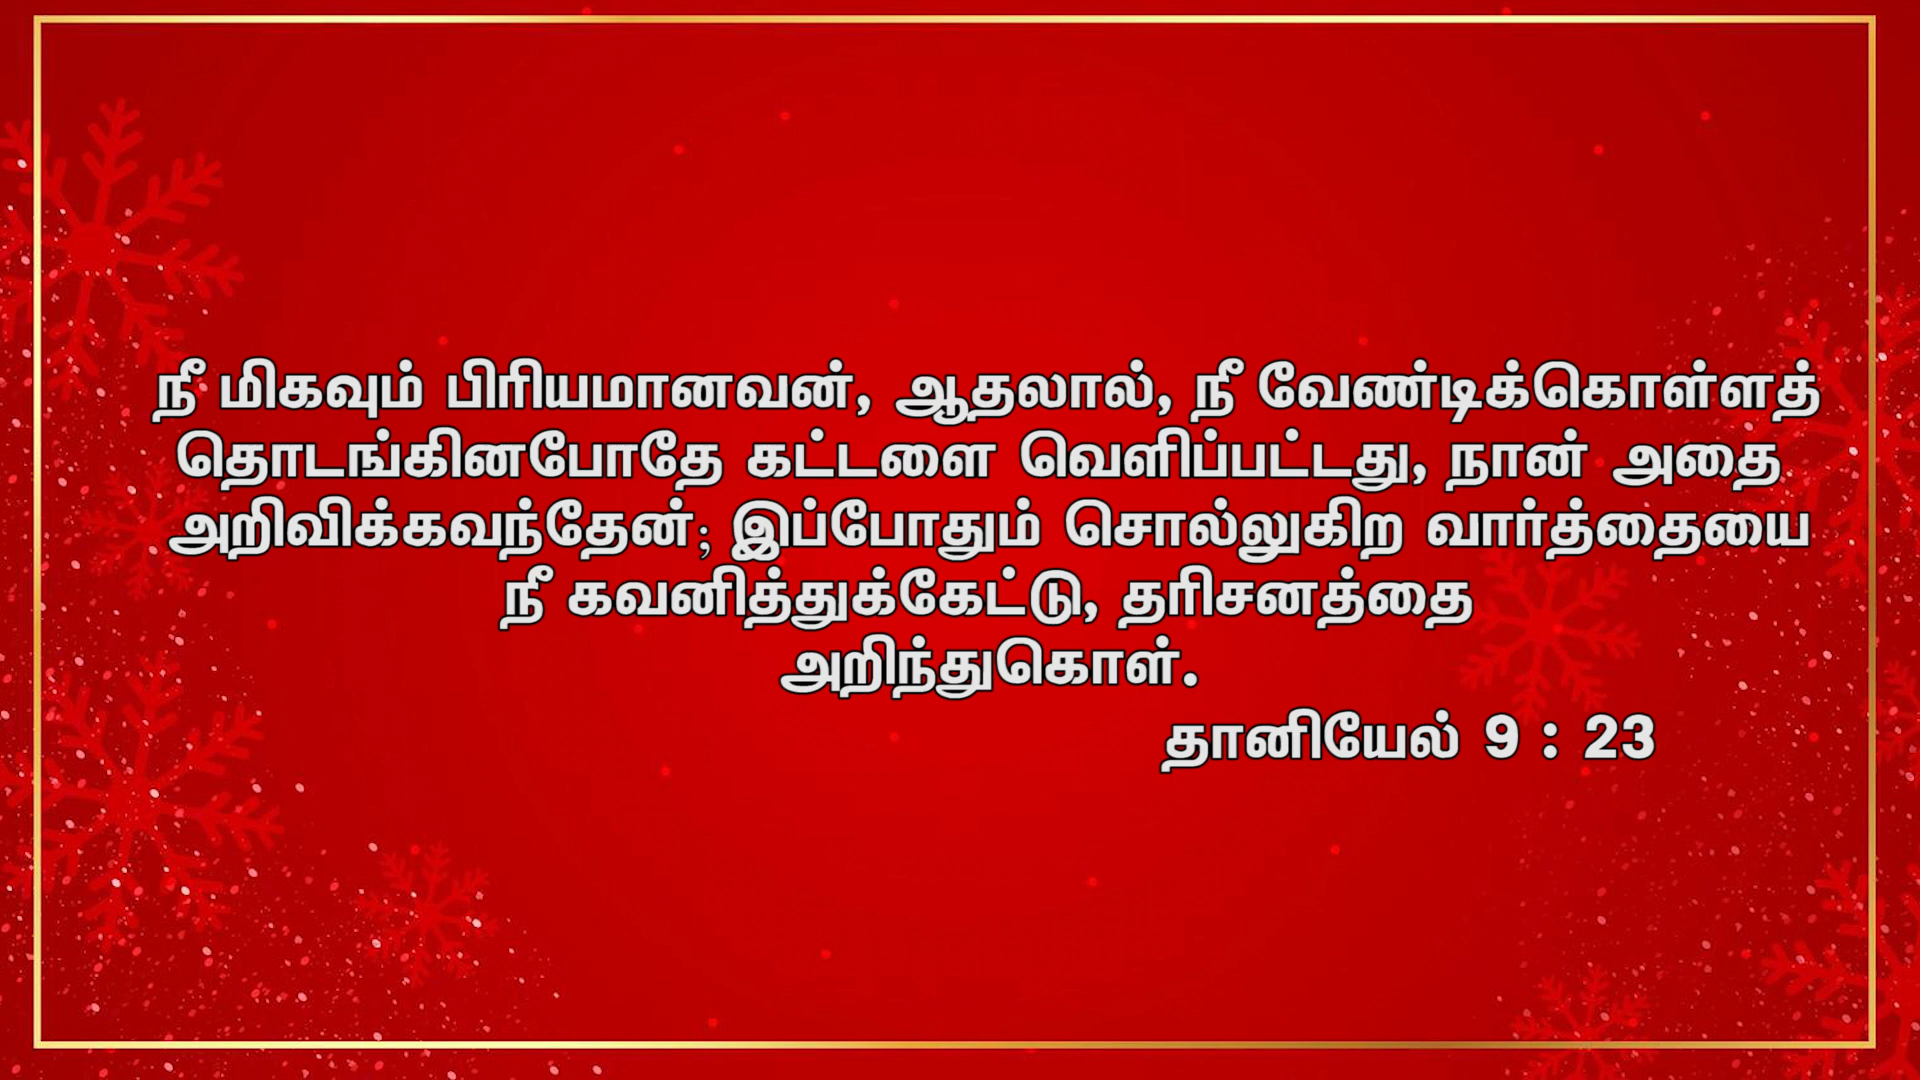 நீ மிகவும் பிரியமானவன், ஆதலால், நீ வேண்டிக்கொள்ளத்
தொடங்கினபோதே கட்டளை வெளிப்பட்டது, நான் அதை
அறிவிக்கவந்தேன்; இப்போதும் சொல்லுகிற வார்த்தையை
நீ கவனித்துக்கேட்டு, தரிசனத்தை
அறிந்துகொள்.
தானியேல் 9 : 23